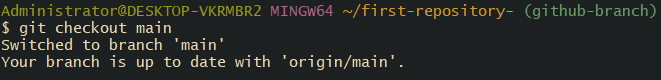 Administrator@DESKTOP-VKRMBR2 MINGW64 ~/first-repository- (github-branch)
$ git checkout main
Switched to branch 'main'
Your branch is up to date with 'origin/main'.